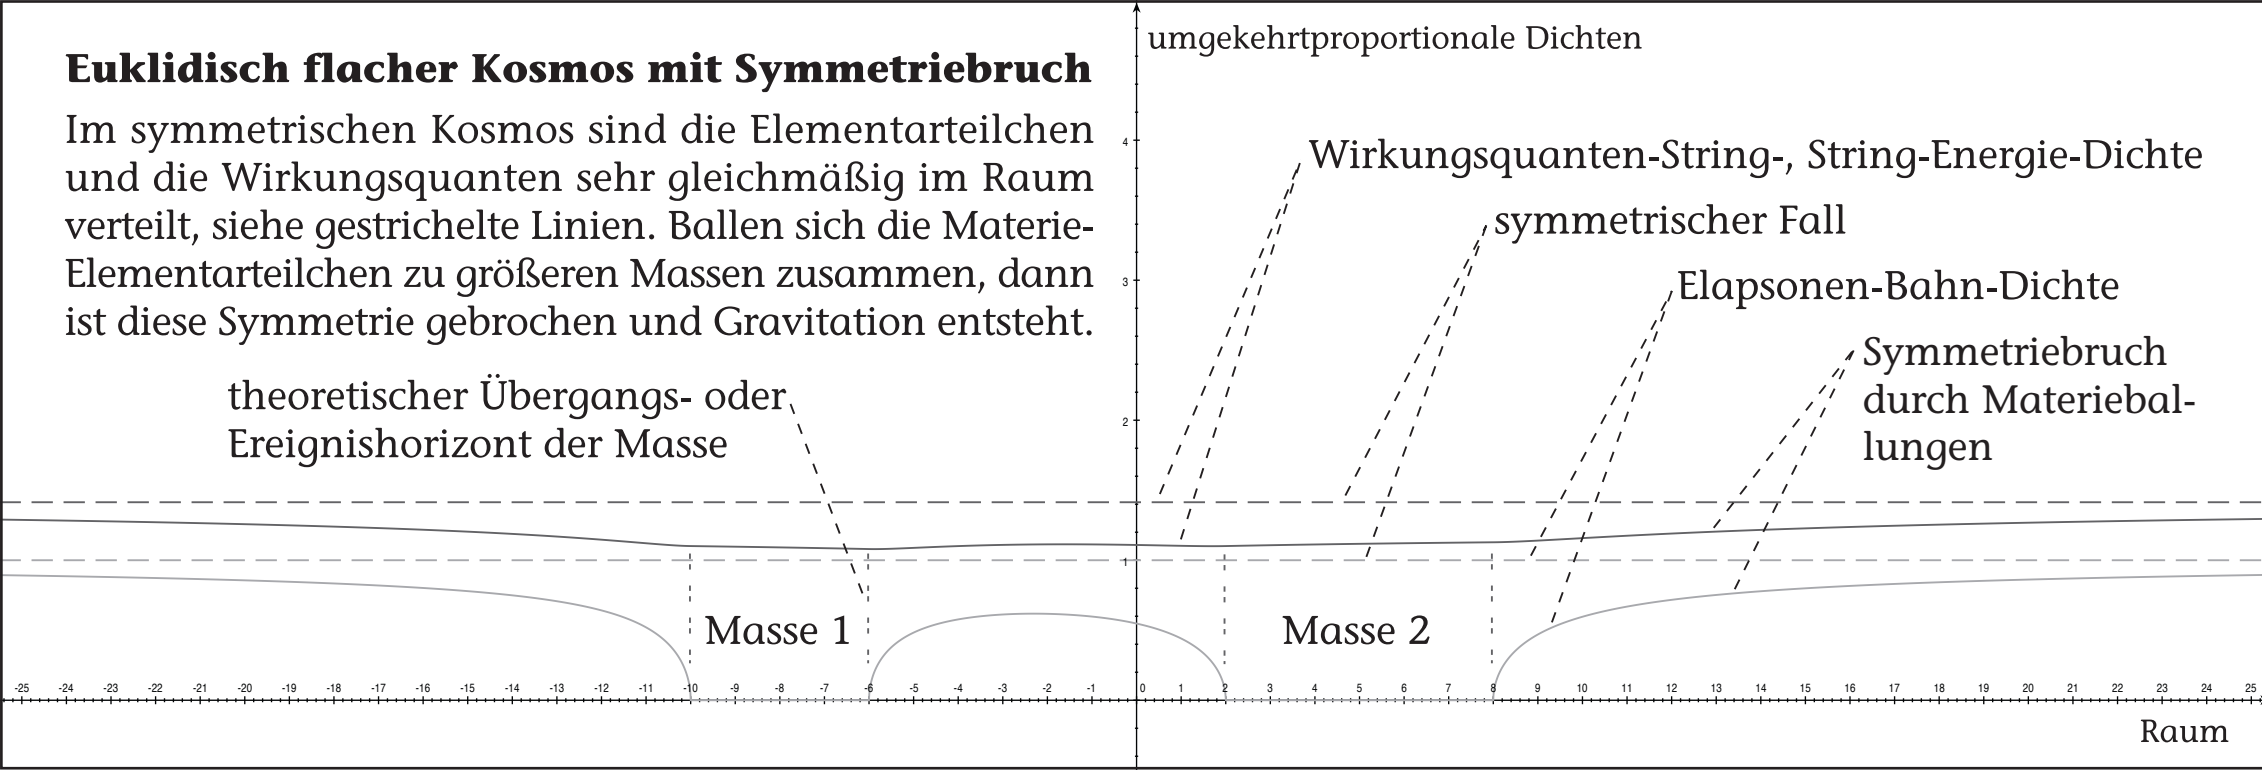 umgekehrtproportionale Dichten
Euklidisch flacher Kosmos mit Symmetriebruch
Im symmetrischen Kosmos sind die Elementarteilchen
und die Wirkungsquanten sehr gleichmäßig im Raum
verteilt, siehe gestrichelte Linien. Ballen sich die Materie-
Elementarteilchen zu größeren Massen zusammen, dann
ist diese Symmetrie gebrochen und Gravitation entsteht.
theoretischer Übergangs- oder
Ereignishorizont der Masse
Wirkungsquanten-String-, String-Energie-Dichte
symmetrischer Fall
Elapsonen-Bahn-Dichte
Symmetriebruch
durch Materiebal-
lungen
4
3
2
1
Masse 1
Masse 2
-25 -24 -23 -22 -21 -20 -19 -18 -17 -16 -15 -14 -13 -12 -11 -10 -9 -8 -7 -6 -5 -4 -3 -2 -1 0 1 2 3 4 5 6 7 8 9 10 11 12 13 14 15 16 17 18 19 20 21 22 23 24 25
Raum